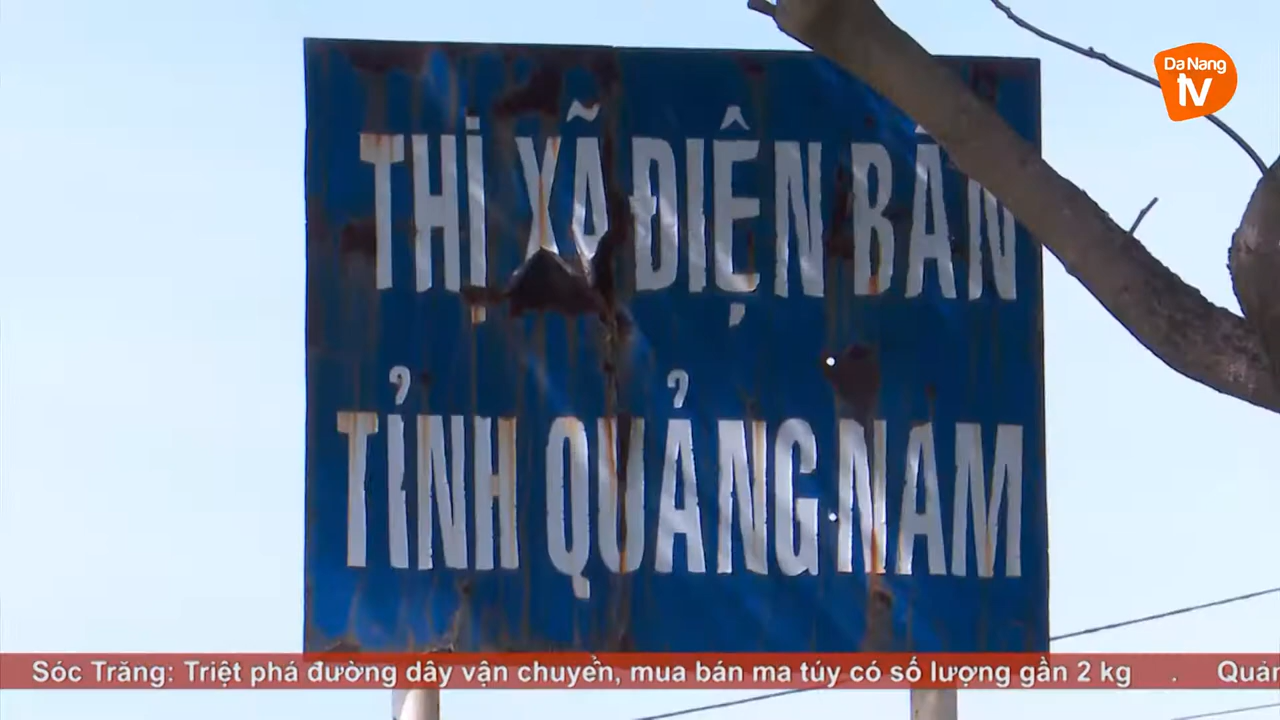 Da Nang
tv
THỊ XÃ ĐIỆN BÀN
TỈNH QUẢNG NAM
Sóc Trăng: Triệt phá đường dây vận chuyển, mua bán ma túy có số lượng gần 2 kg .